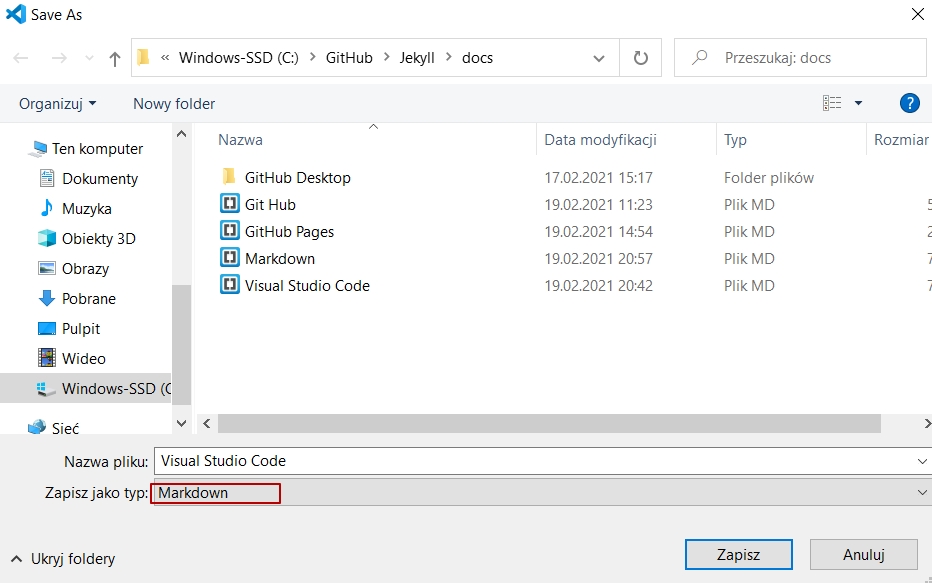 Save As
« Windows-SSD (C:) > GitHub > Jekyll > docs
Przeszukaj: docs
Organizuj
Nowy folder
?
Ten komputer
Dokumenty
Muzyka
Obiekty 3D
Obrazy
Pobrane
Pulpit
Wideo
Windows-SSD (C
Sieć
Nazwa Data modyfikacji Typ Rozmiar
GitHub Desktop 17.02.2021 15:17 Folder plików
Git Hub 19.02.2021 11:23 Plik MD 5
GitHub Pages 19.02.2021 14:54 Plik MD 2
Markdown 19.02.2021 20:57 Plik MD 7
Visual Studio Code 19.02.2021 20:42 Plik MD 7
Nazwa pliku: Visual Studio Code
Zapisz jako typ: Markdown
Ukryj foldery
Zapisz
Anuluj